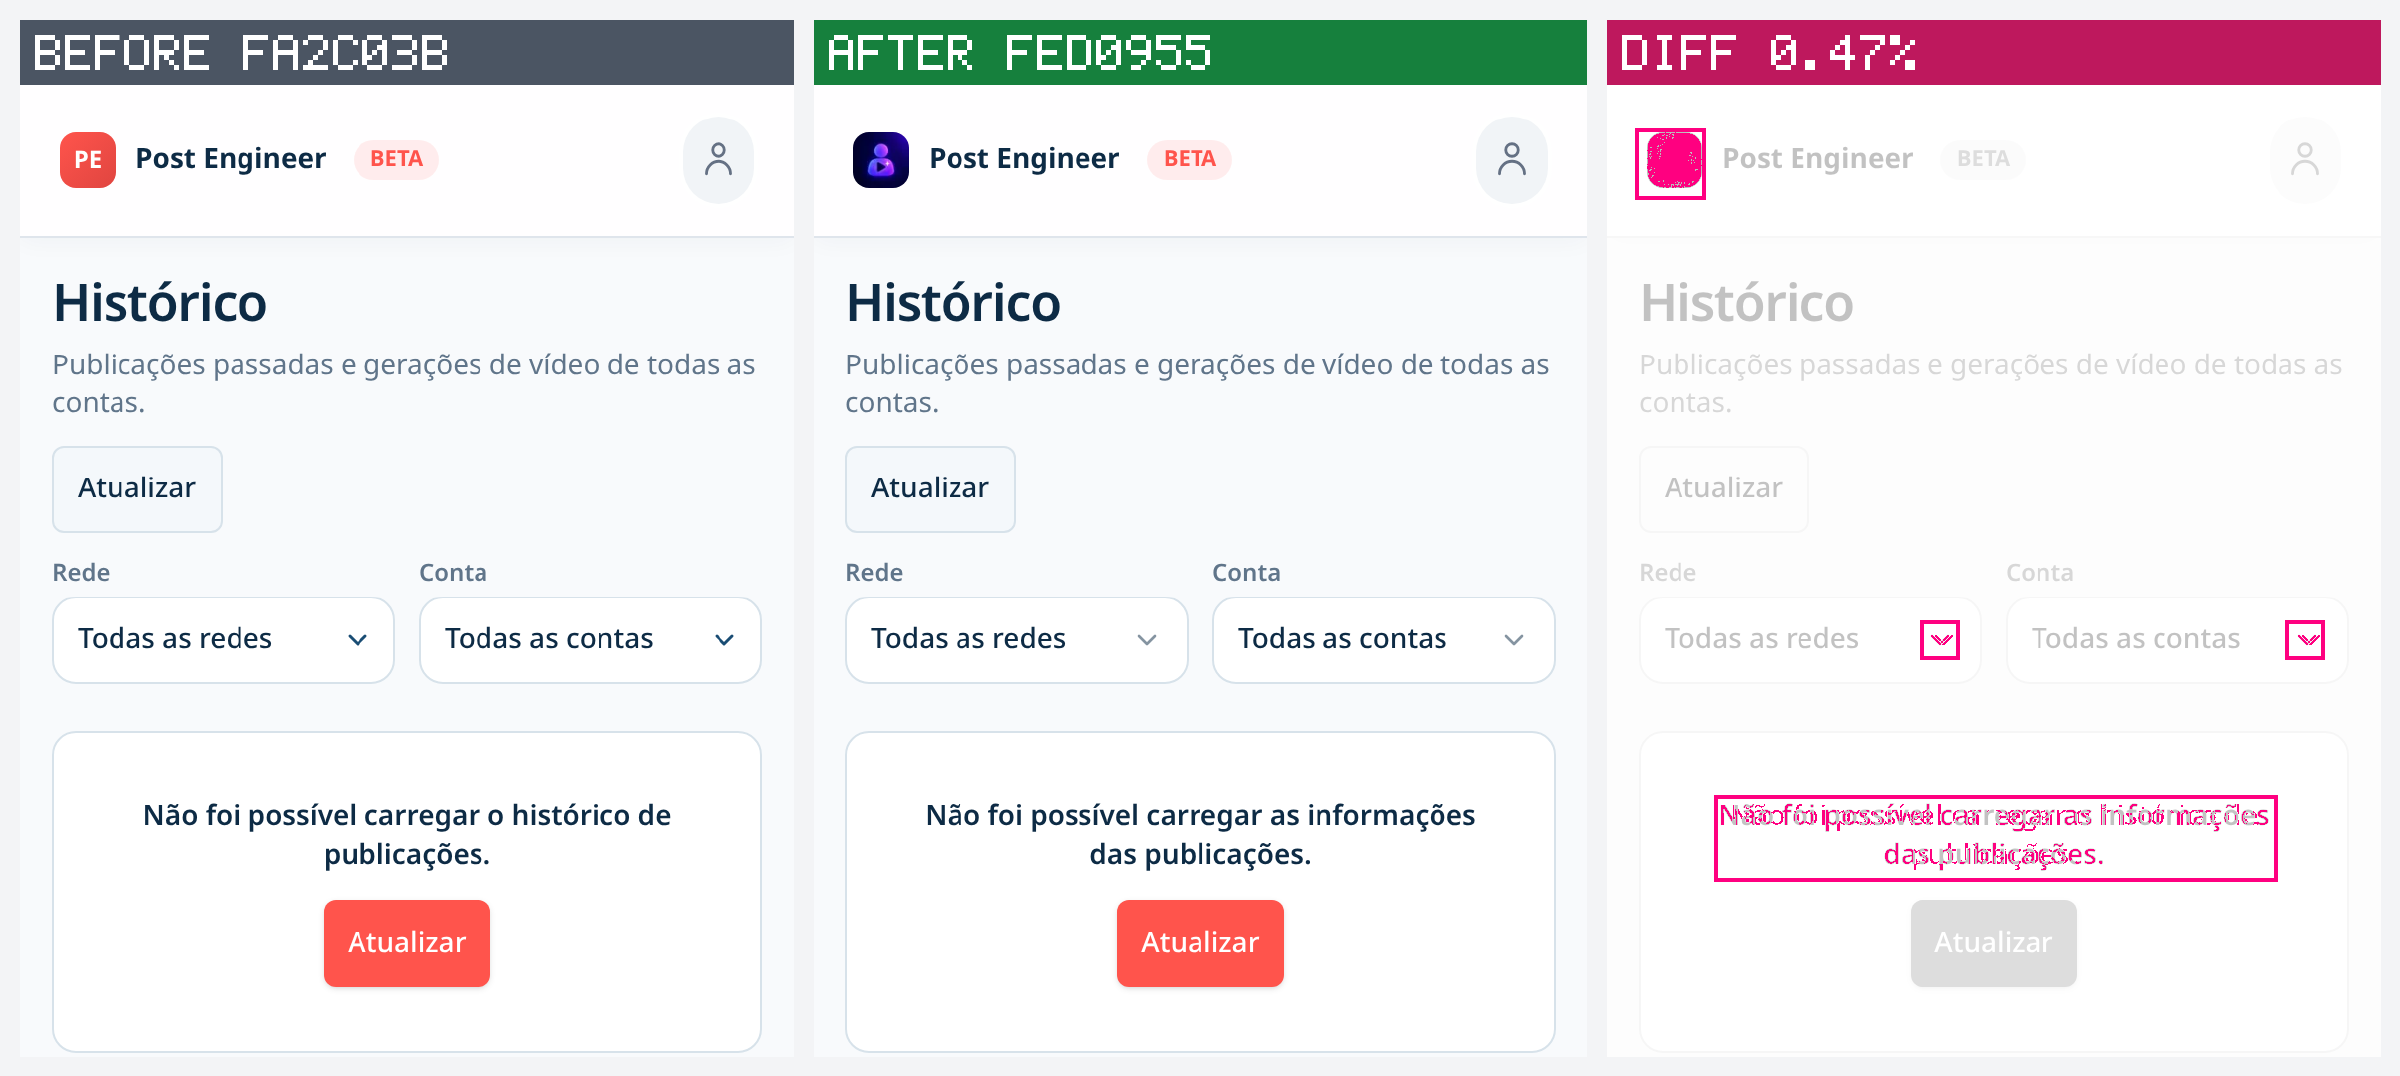 BEFORE FA2C03B
PE Post Engineer BETA
Histórico
Publicações passadas e gerações de vídeo de todas as
contas.
Atualizar
Rede Conta
Todas as redes Todas as contas
Não foi possível carregar o histórico de
publicações.
Atualizar
AFTER FED0955
Post Engineer BETA
Histórico
Publicações passadas e gerações de vídeo de todas as
contas.
Atualizar
Rede Conta
Todas as redes Todas as contas
Não foi possível carregar as informações
das publicações.
Atualizar
DIFF 0.47%
Post Engineer BETA
Histórico
Publicações passadas e gerações de vídeo de todas as
contas.
Atualizar
Rede Conta
Todas as redes Todas as contas
Atualizar